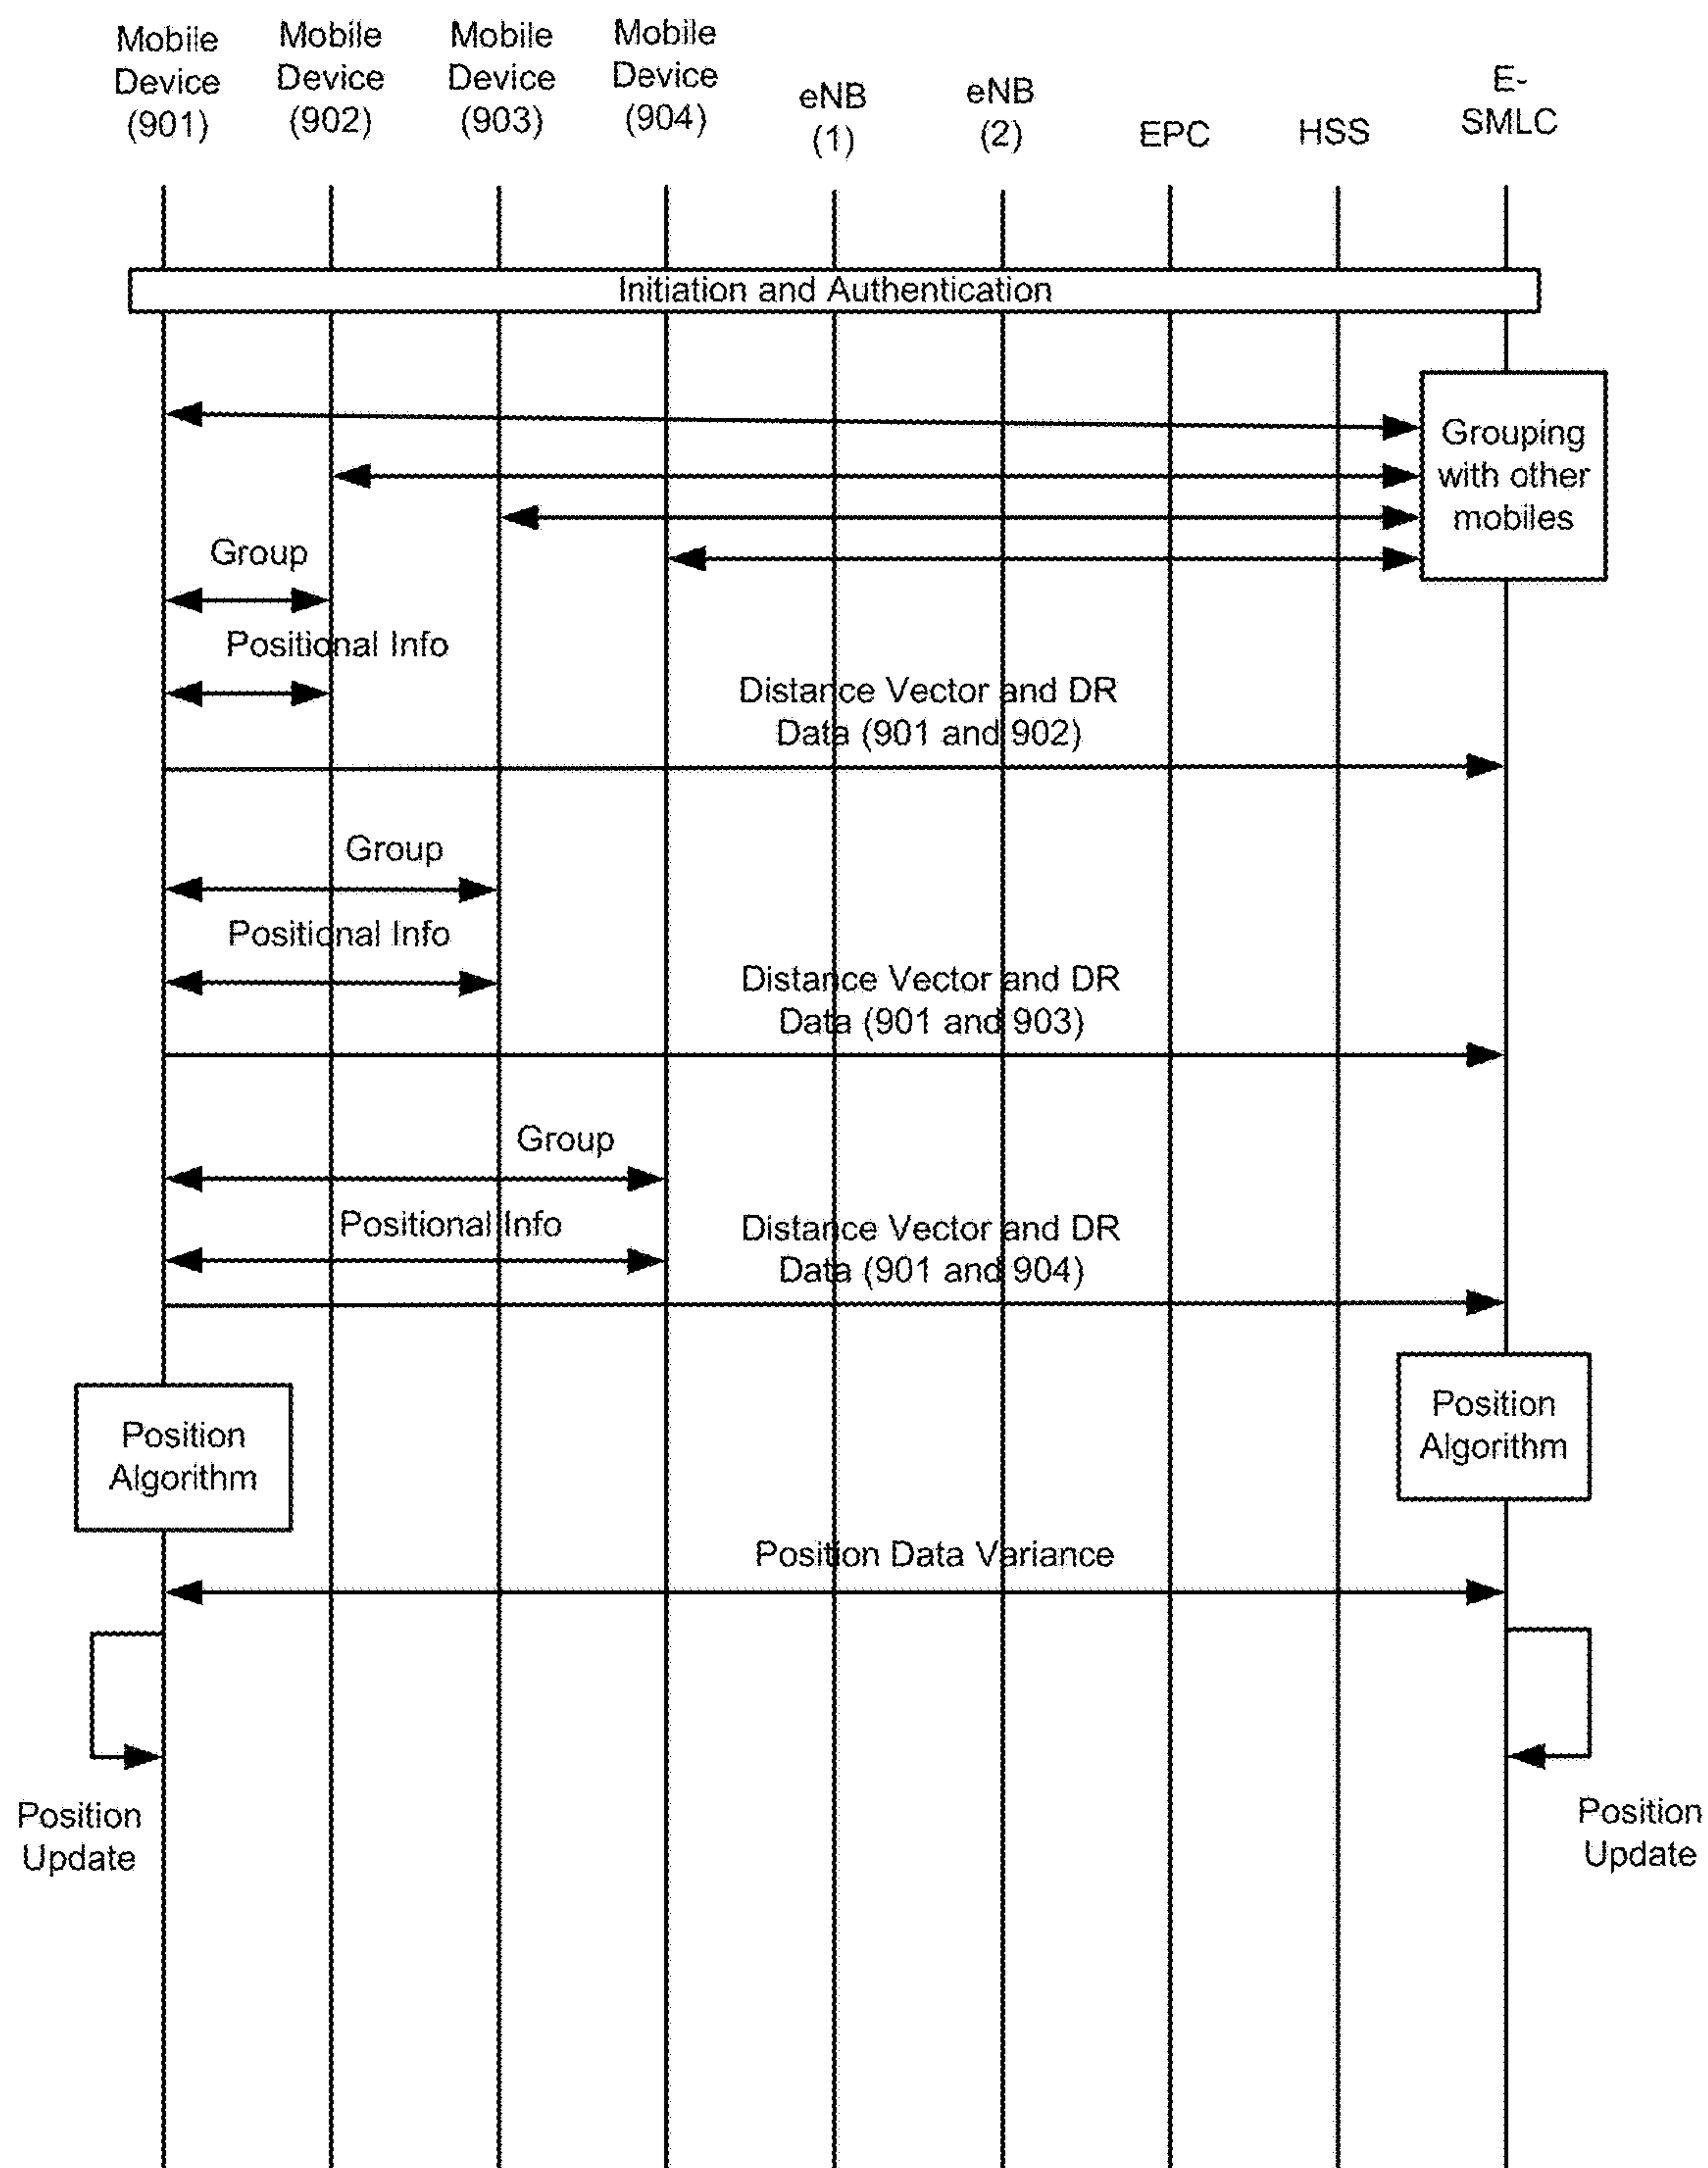 Mobile
Device
(901)
Mobile
Device
(902)
Mobile
Device
(903)
Mobile
Device
(904)
eNB
(1)
eNB
(2)
EPC
HSS
E-
SMLC
Initiation and Authentication
Grouping
with other
mobiles
Group
Positional Info
Distance Vector and DR
Data (901 and 902)
Group
Positional Info
Distance Vector and DR
Data (901 and 903)
Group
Positional Info
Distance Vector and DR
Data (901 and 904)
Position
Algorithm
Position
Algorithm
Position Data Variance
Position
Update
Position
Update